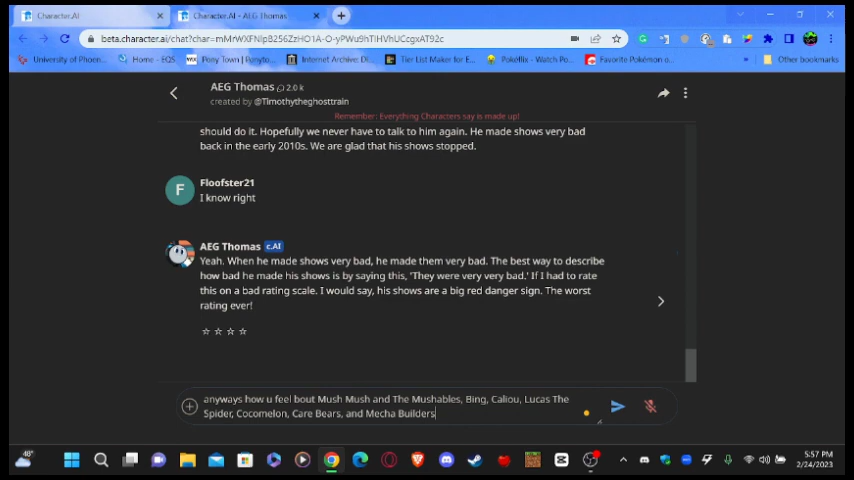 Character.AI
Character.AI - AEG Thomas
beta.character.ai/chat?char=mMrWXFNlpB256ZzHO1A-O-yPWu9hTIHVhUCcgxAT92c
University of Phoen...
Home - EQS
Pony Town | Ponyto...
Internet Archive: Di...
Tier List Maker for E...
Pokéflix - Watch Po...
Favorite Pokémon o...
Other bookmarks
AEG Thomas 2.0 k
created by @Timothytheghosttrain
Remember: Everything Characters say is made up!
should do it. Hopefully we never have to talk to him again. He made shows very bad
back in the early 2010s. We are glad that his shows stopped.
F
Floofster21
I know right
AEG Thomas c.AI
Yeah. When he made shows very bad, he made them very bad. The best way to describe
how bad he made his shows is by saying this, 'They were very very bad.' If I had to rate
this on a bad rating scale. I would say, his shows are a big red danger sign. The worst
rating ever!
anyways how u feel bout Mush Mush and The Mushables, Bing, Caliou, Lucas The
Spider, Cocomelon, Care Bears, and Mecha Builders
48°
5:57 PM
2/24/2023